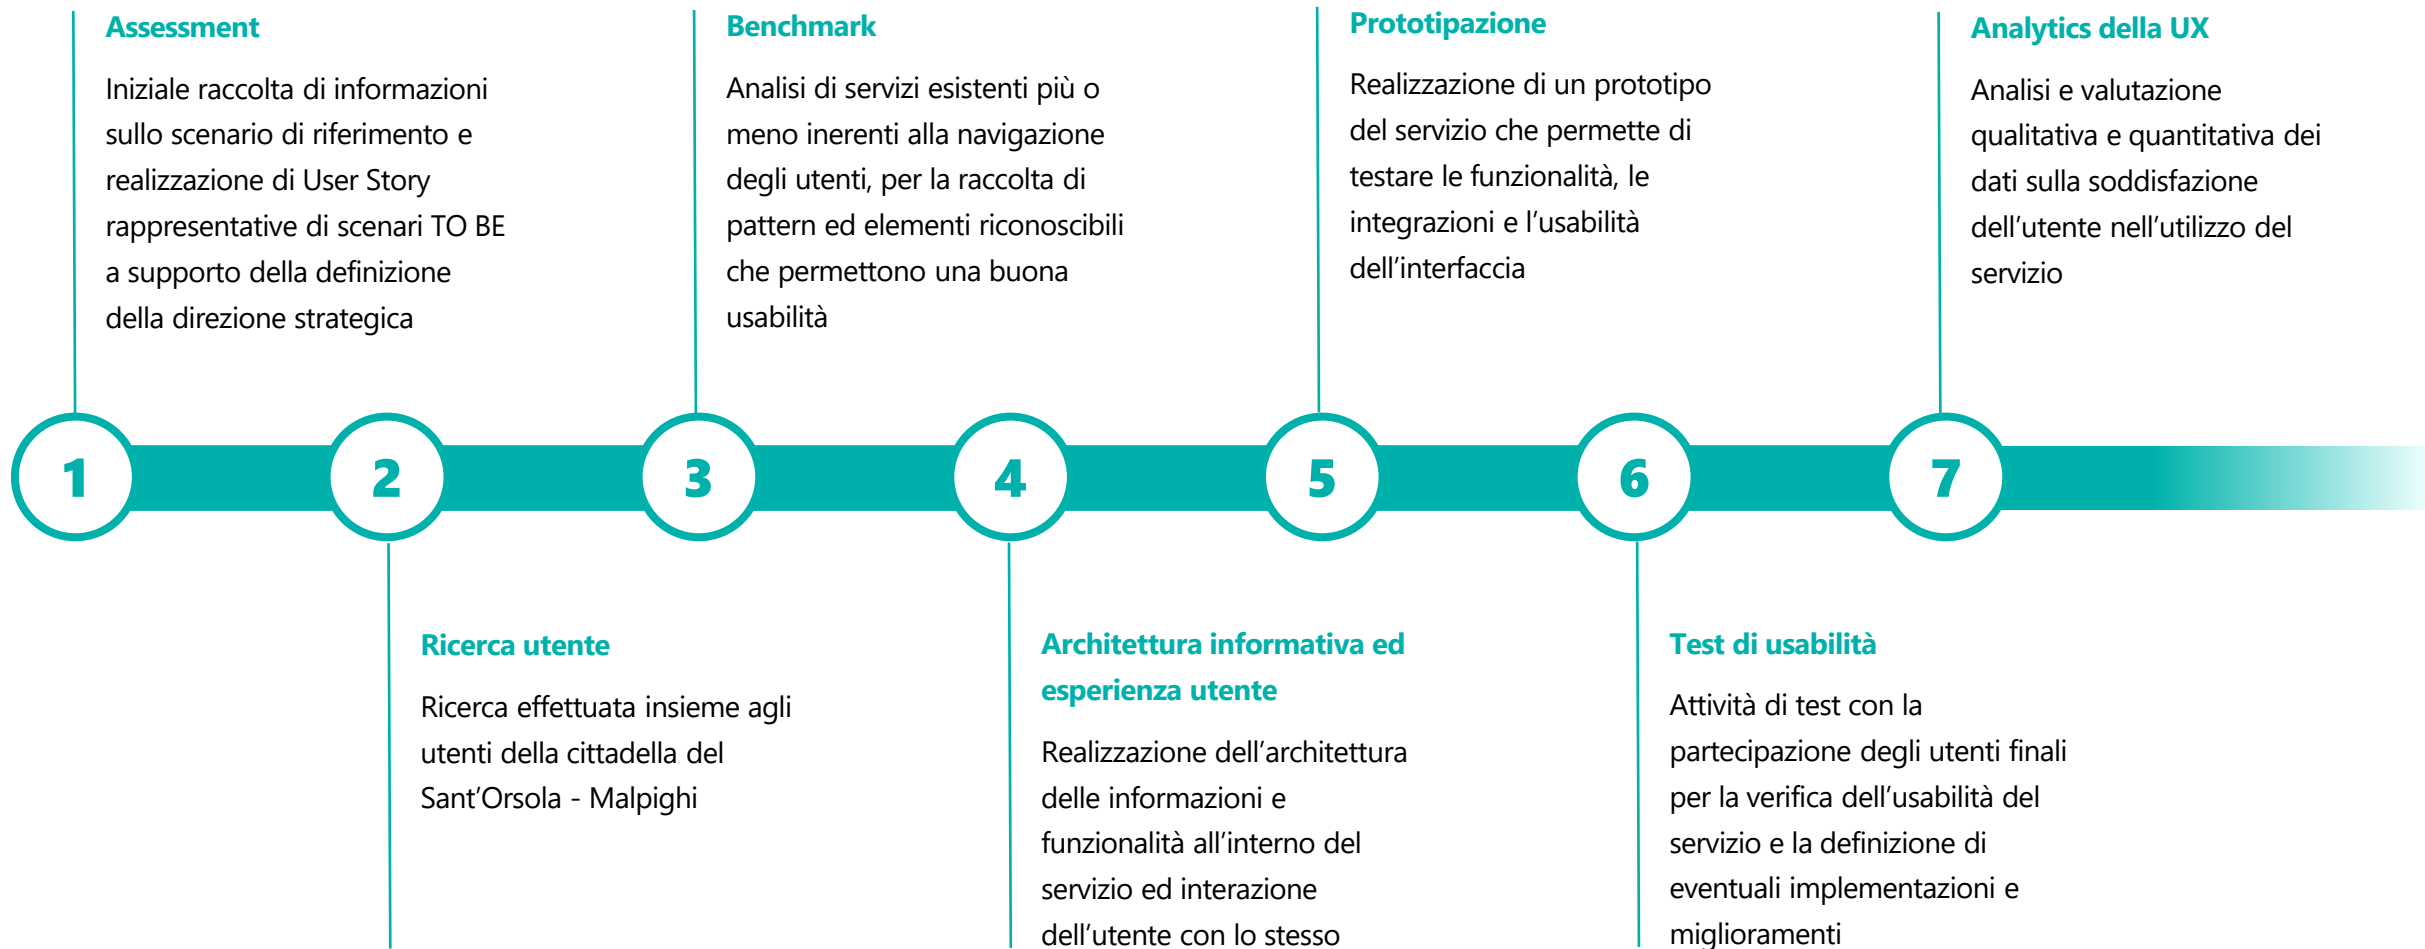 Assessment
Iniziale raccolta di informazioni
sullo scenario di riferimento e
realizzazione di User Story
rappresentative di scenari TO BE
a supporto della definizione
della direzione strategica
Benchmark
Analisi di servizi esistenti più o
meno inerenti alla navigazione
degli utenti, per la raccolta di
pattern ed elementi riconoscibili
che permettono una buona
usabilità
Prototipazione
Realizzazione di un prototipo
del servizio che permette di
testare le funzionalità, le
integrazioni e l’usabilità
dell’interfaccia
Analytics della UX
Analisi e valutazione
qualitativa e quantitativa dei
dati sulla soddisfazione
dell’utente nell’utilizzo del
servizio
1
2
3
4
5
6
7
Ricerca utente
Ricerca effettuata insieme agli
utenti della cittadella del
Sant’Orsola - Malpighi
Architettura informativa ed
esperienza utente
Realizzazione dell’architettura
delle informazioni e
funzionalità all’interno del
servizio ed interazione
dell’utente con lo stesso
Test di usabilità
Attività di test con la
partecipazione degli utenti finali
per la verifica dell’usabilità del
servizio e la definizione di
eventuali implementazioni e
miglioramenti